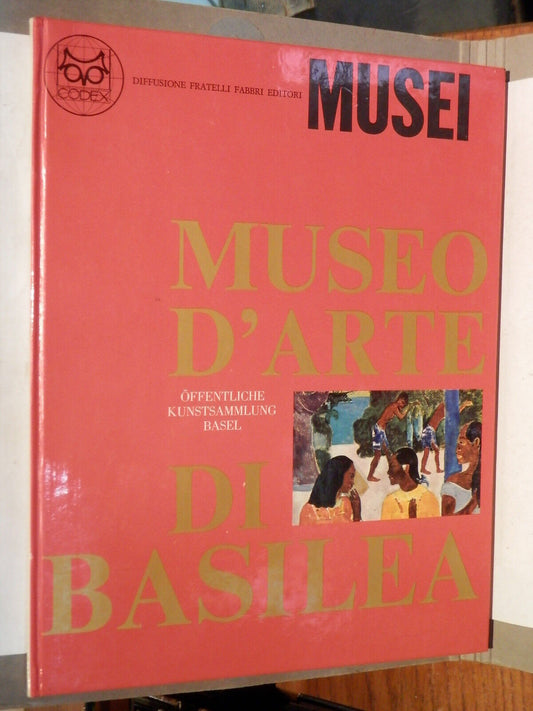 CODEX
DIFFUSIONE FRATELLI FABBRI EDITORI
MUSEI
MUSEO
D'ARTE
ÖFFENTLICHE
KUNSTSAMMLUNG
BASEL
DI
BASILEA